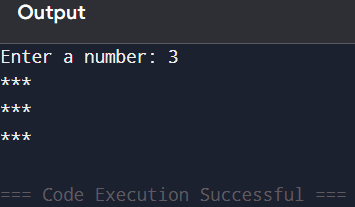 Output
Enter a number: 3
***
***
***
=== Code Execution Successful ===